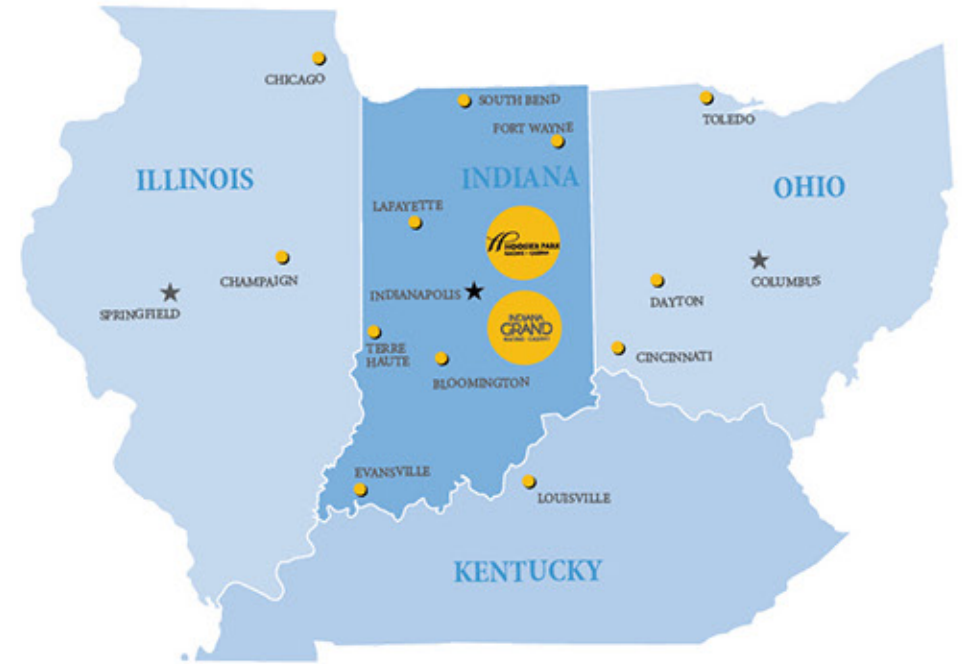 CHICAGO
SOUTH BEND
TOLEDO
FORT WAYNE
ILLINOIS
INDIANA
OHIO
LAFAYETTE
HOOSIER PARK
RACING • CASINO
CHAMPAIGN
COLUMBUS
SPRINGFIELD
INDIANAPOLIS
DAYTON
INDIANA
GRAND
RACING • CASINO
TERRE
HAUTE
CINCINNATI
BLOOMINGTON
EVANSVILLE
LOUISVILLE
KENTUCKY